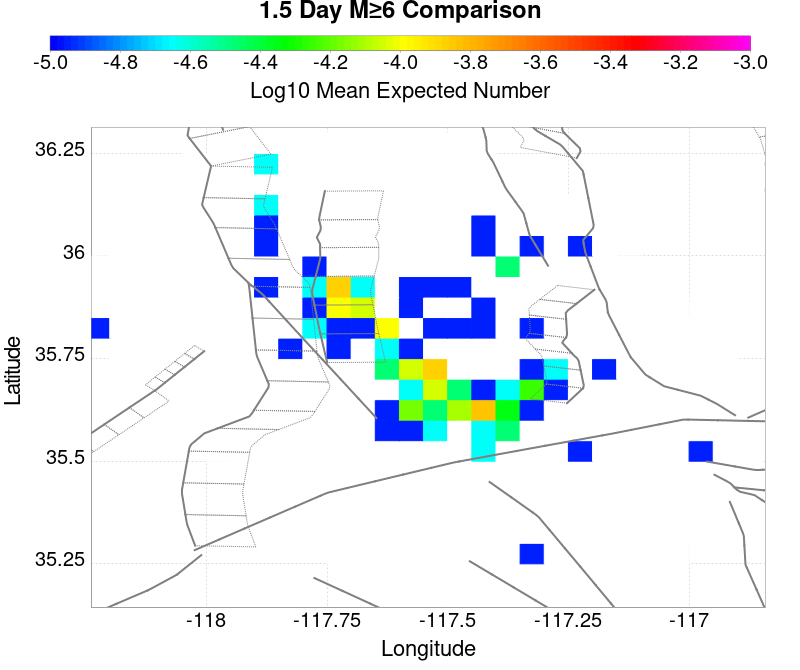 1.5 Day M≥6 Comparison
-5.0 -4.8 -4.6 -4.4 -4.2 -4.0 -3.8 -3.6 -3.4 -3.2 -3.0
Log10 Mean Expected Number
36.25
36
35.75
35.5
35.25
Latitude
-118 -117.75 -117.5 -117.25 -117
Longitude